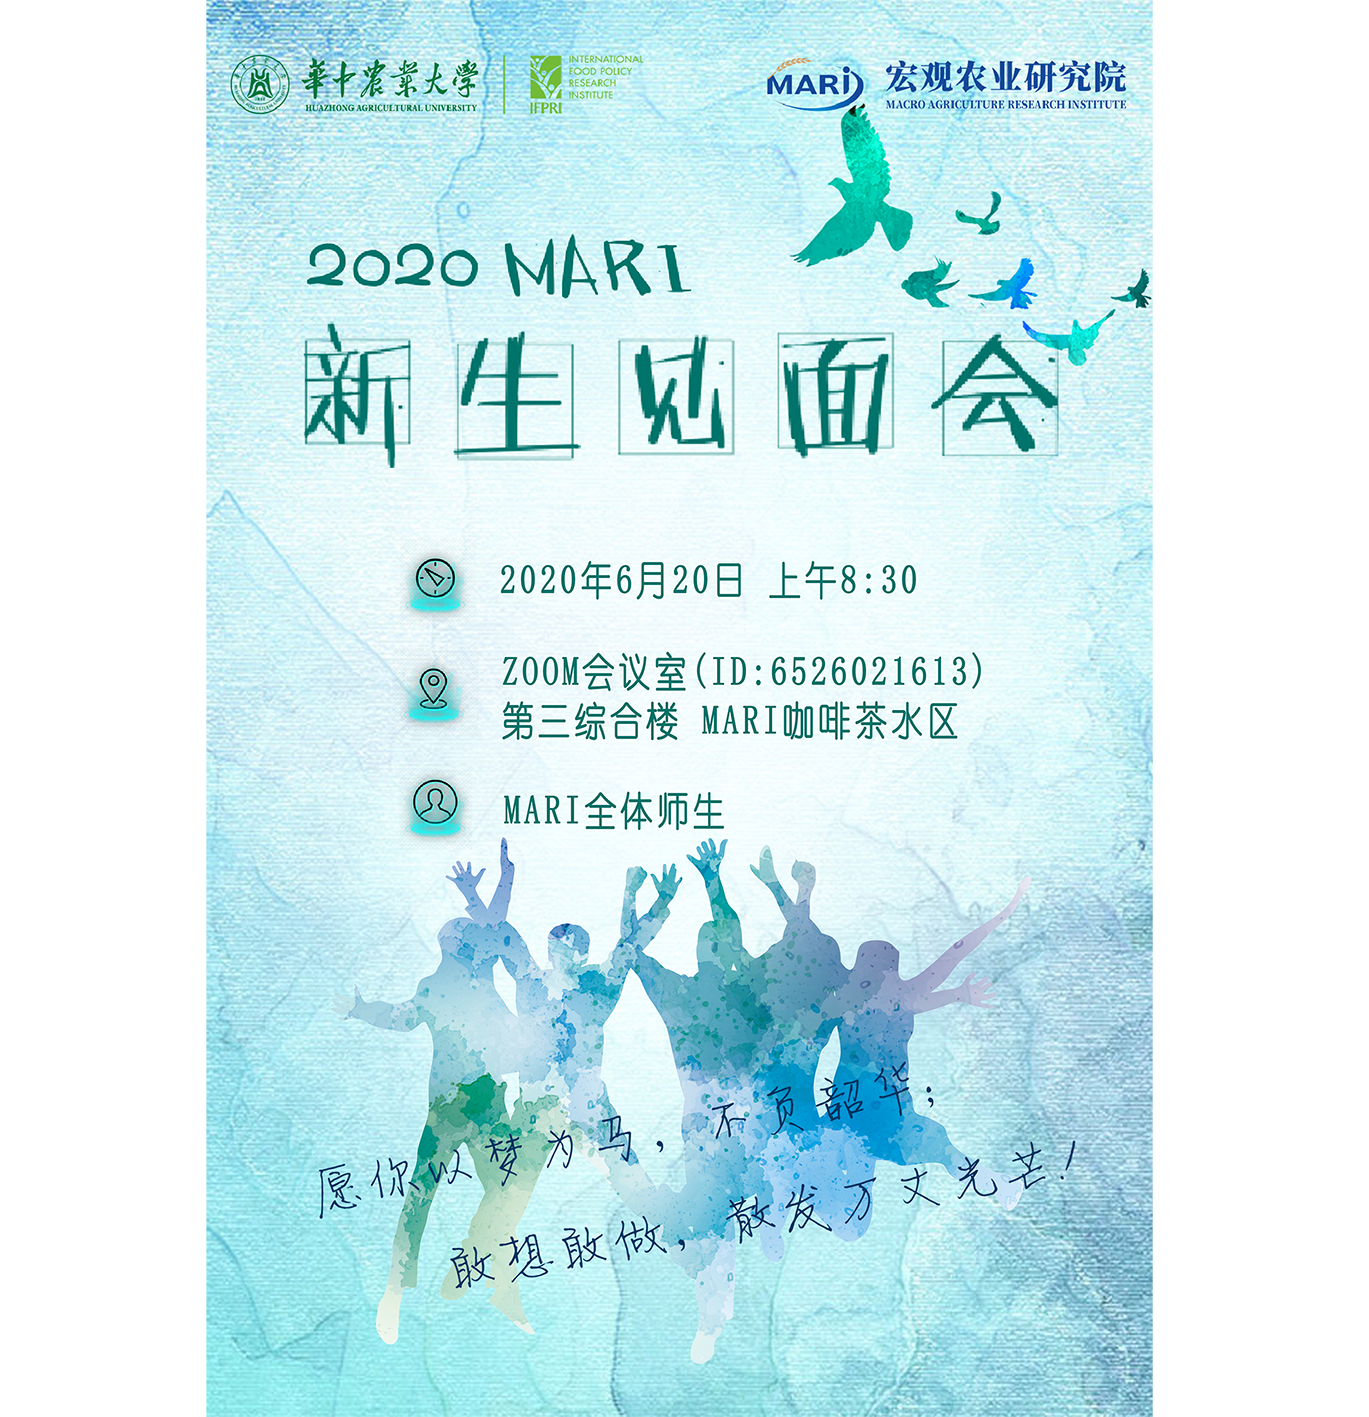 華中农業大学
HUAZHONG AGRICULTURAL UNIVERSITY
INTERNATIONAL
FOOD POLICY
RESEARCH
INSTITUTE
IFPRI
MARI
宏观农业研究院
MACRO AGRICULTURE RESEARCH INSTITUTE
2020 MARI
新生见面会
2020年6月20日 上午8:30
ZOOM会议室(ID:6526021613)
第三综合楼 MARI咖啡茶水区
MARI全体师生
愿你以梦为马，不负韶华；
敢想敢做，散发万丈光芒！